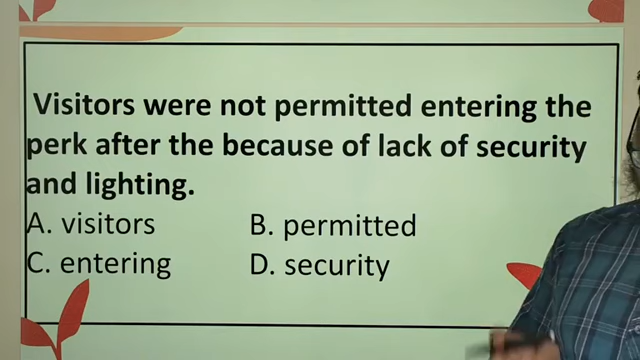 Visitors were not permitted entering the
perk after the because of lack of security
and lighting.
A. visitors B. permitted
C. entering D. security